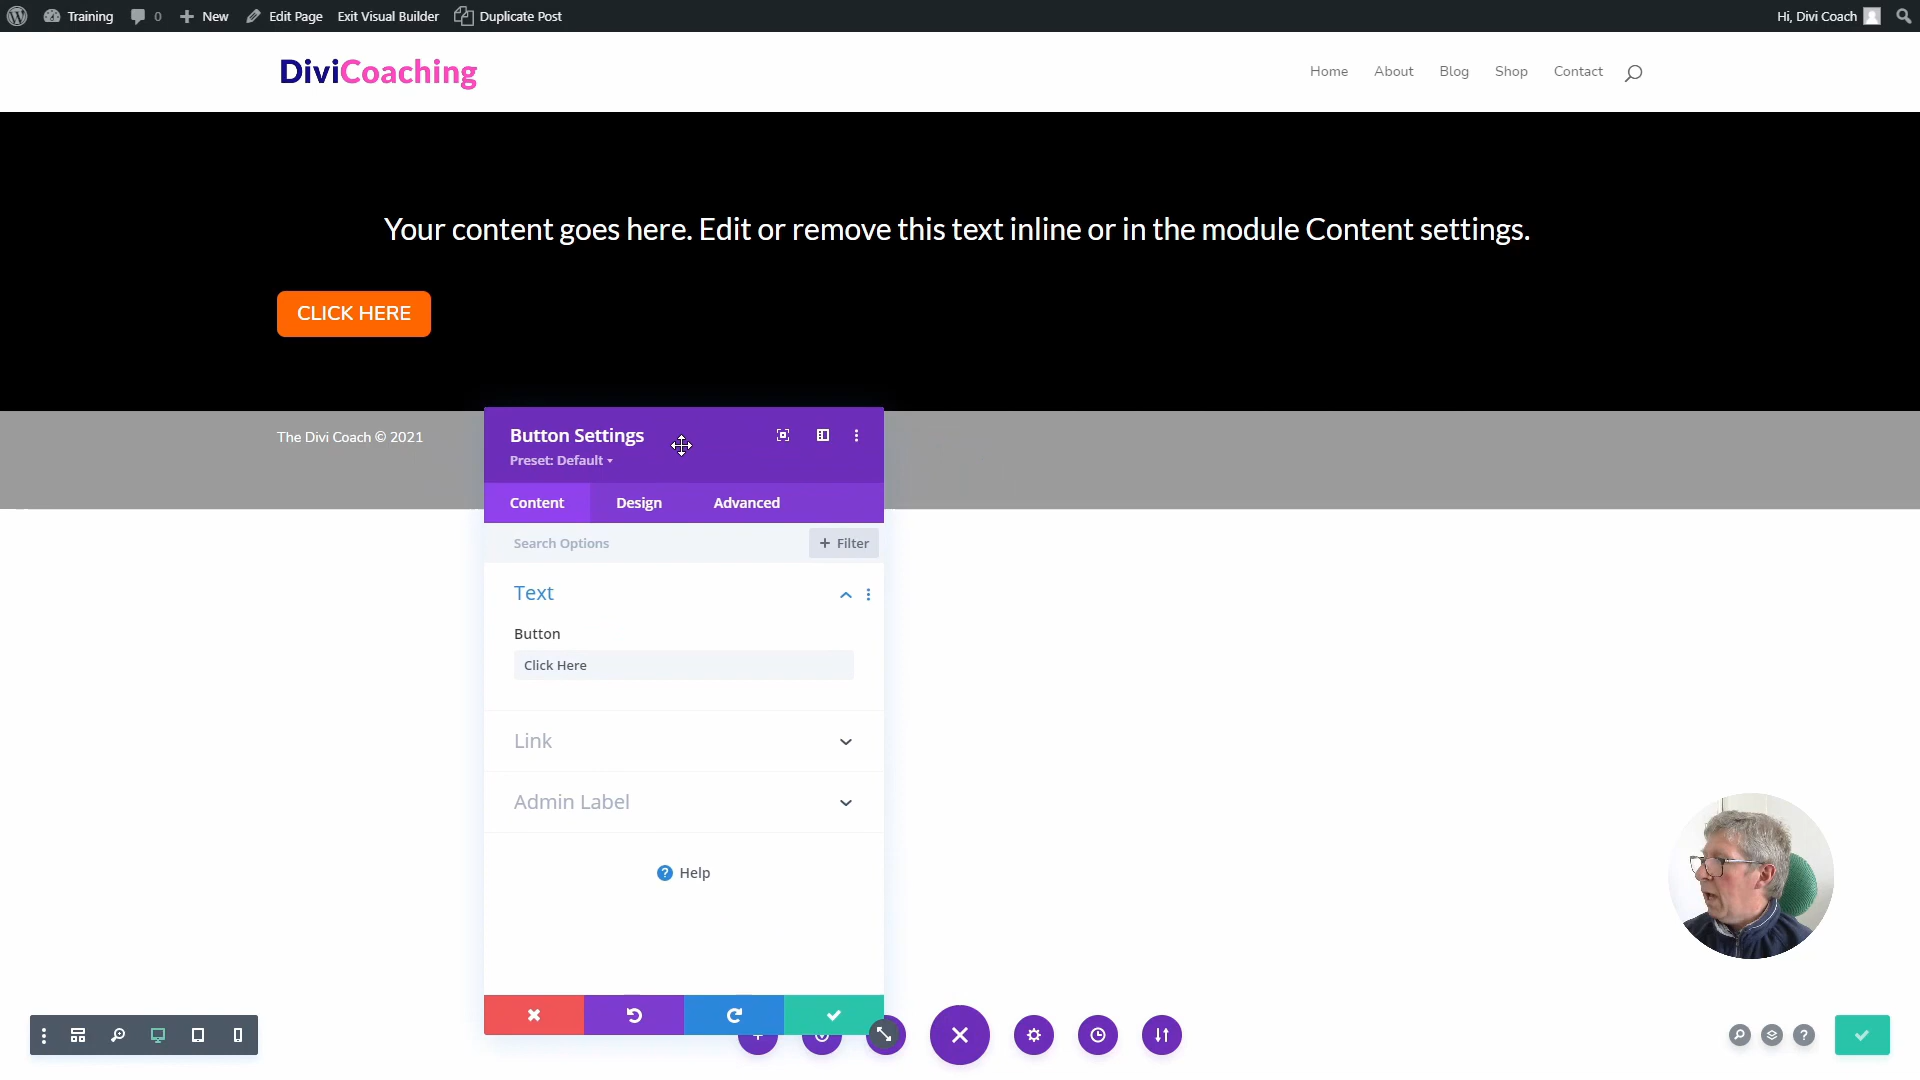 Training 0 New Edit Page Exit Visual Builder Duplicate Post Hi, Divi Coach
DiviCoaching
Home About Blog Shop Contact
Your content goes here. Edit or remove this text inline or in the module Content settings.
CLICK HERE
The Divi Coach © 2021
Button Settings
Preset: Default
Content Design Advanced
Search Options
+ Filter
Text
Button
Click Here
Link
Admin Label
? Help
?